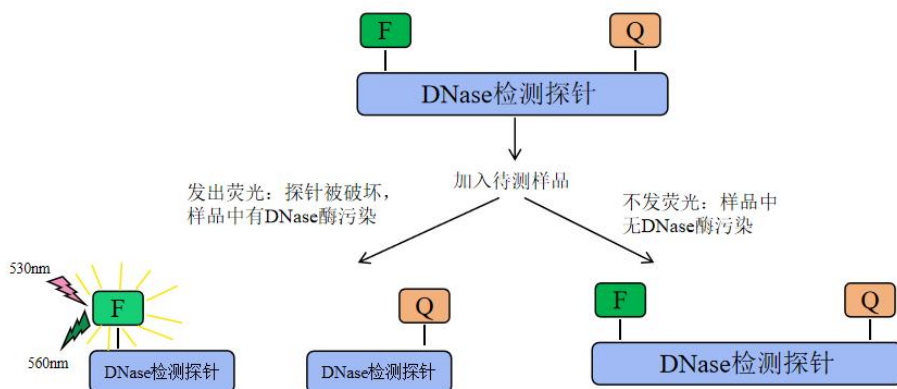 F
Q
DNase检测探针
加入待测样品
发出荧光：探针被破坏，
样品中有DNase酶污染
不发荧光：样品中
无DNase酶污染
530nm
F
560nm
DNase检测探针
Q
DNase检测探针
F
Q
DNase检测探针